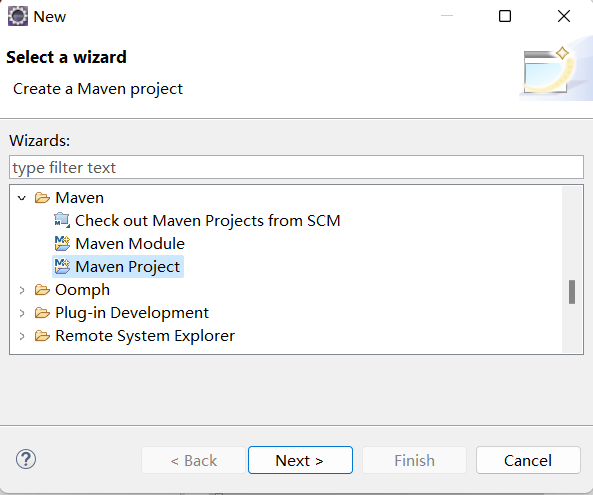 New
Select a wizard
Create a Maven project
Wizards:
type filter text
Maven
Check out Maven Projects from SCM
Maven Module
Maven Project
Oomph
Plug-in Development
Remote System Explorer
?
< Back
Next >
Finish
Cancel